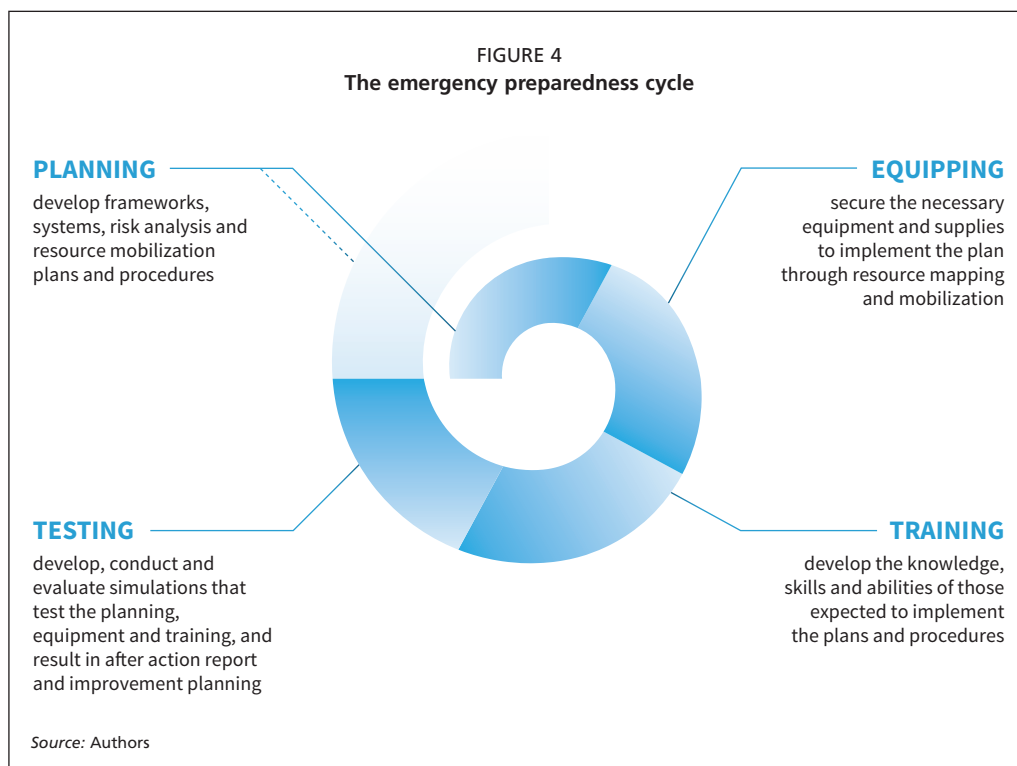 FIGURE 4
The emergency preparedness cycle
PLANNING
develop frameworks,
systems, risk analysis and
resource mobilization
plans and procedures
EQUIPPING
secure the necessary
equipment and supplies
to implement the plan
through resource mapping
and mobilization
TESTING
develop, conduct and
evaluate simulations that
test the planning,
equipment and training, and
result in after action report
and improvement planning
TRAINING
develop the knowledge,
skills and abilities of those
expected to implement
the plans and procedures
Source: Authors